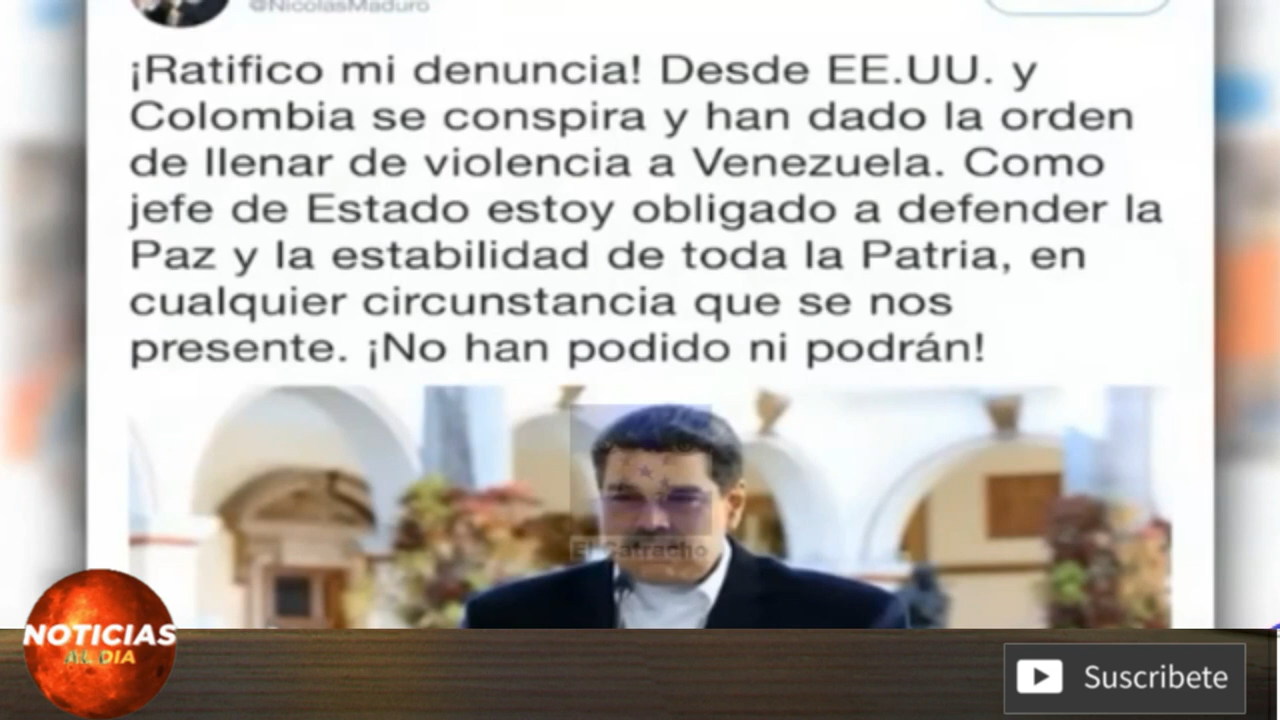 @NicolasMaduro
¡Ratifico mi denuncia! Desde EE.UU. y
Colombia se conspira y han dado la orden
de llenar de violencia a Venezuela. Como
jefe de Estado estoy obligado a defender la
Paz y la estabilidad de toda la Patria, en
cualquier circunstancia que se nos
presente. ¡No han podido ni podrán!
El Catracho
NOTICIAS
AL DIA
Suscribete